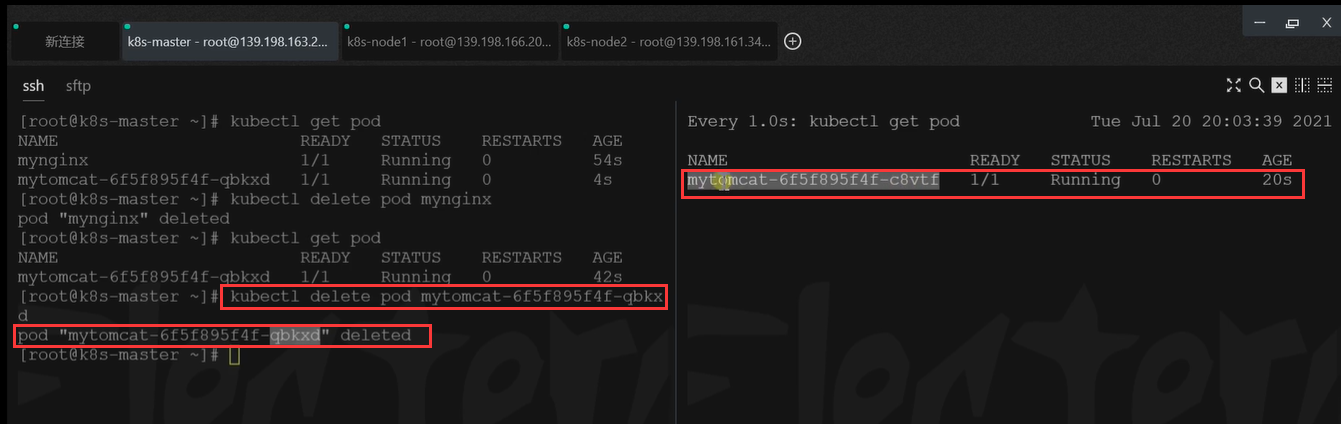 新连接
k8s-master - root@139.198.163.2...
k8s-node1 - root@139.198.166.20...
k8s-node2 - root@139.198.161.34...
ssh sftp
[root@k8s-master ~]# kubectl get pod
NAME READY STATUS RESTARTS AGE
mynginx 1/1 Running 0 54s
mytomcat-6f5f895f4f-qbkxd 1/1 Running 0 4s
[root@k8s-master ~]# kubectl delete pod mynginx
pod "mynginx" deleted
[root@k8s-master ~]# kubectl get pod
NAME READY STATUS RESTARTS AGE
mytomcat-6f5f895f4f-qbkxd 1/1 Running 0 42s
[root@k8s-master ~]# kubectl delete pod mytomcat-6f5f895f4f-qbkx
d
pod "mytomcat-6f5f895f4f-qbkxd" deleted
[root@k8s-master ~]#
Every 1.0s: kubectl get pod Tue Jul 20 20:03:39 2021
NAME READY STATUS RESTARTS AGE
mytomcat-6f5f895f4f-c8vtf 1/1 Running 0 20s